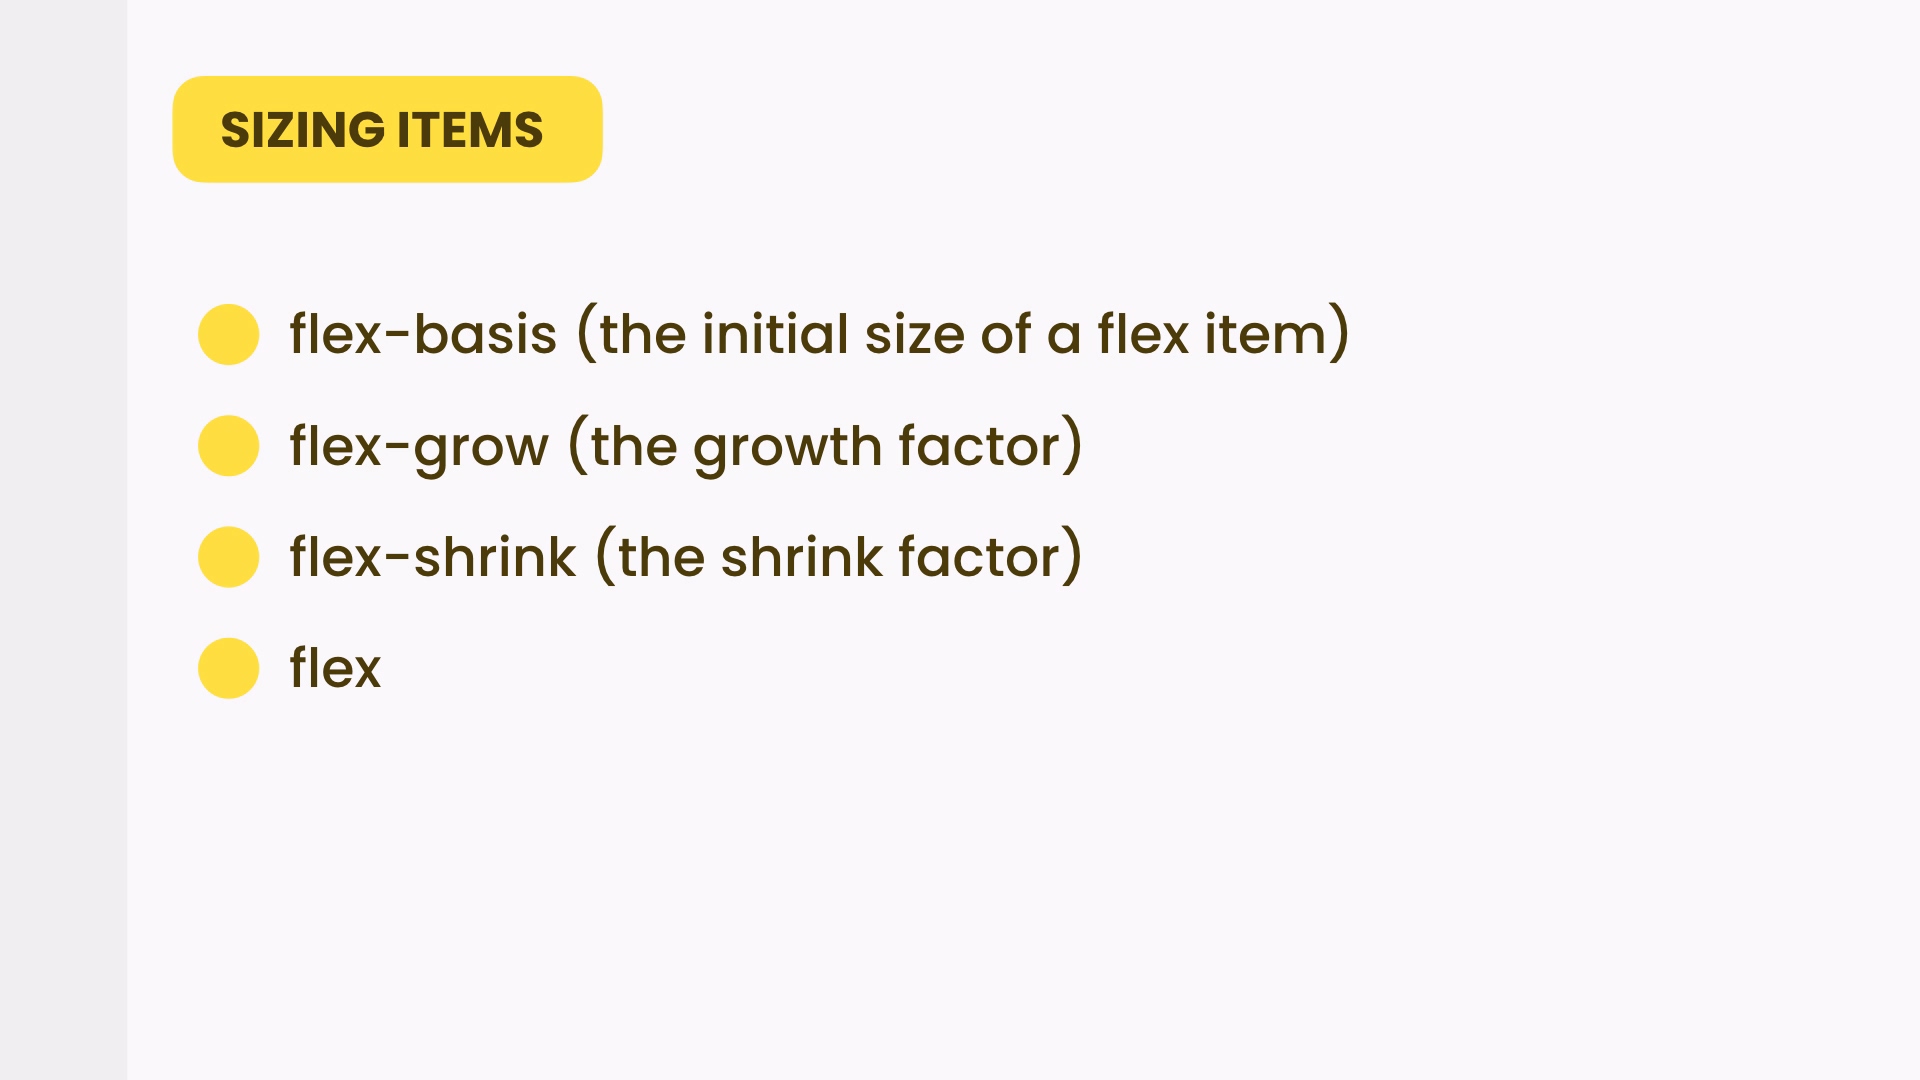 SIZING ITEMS
flex-basis (the initial size of a flex item)
flex-grow (the growth factor)
flex-shrink (the shrink factor)
flex